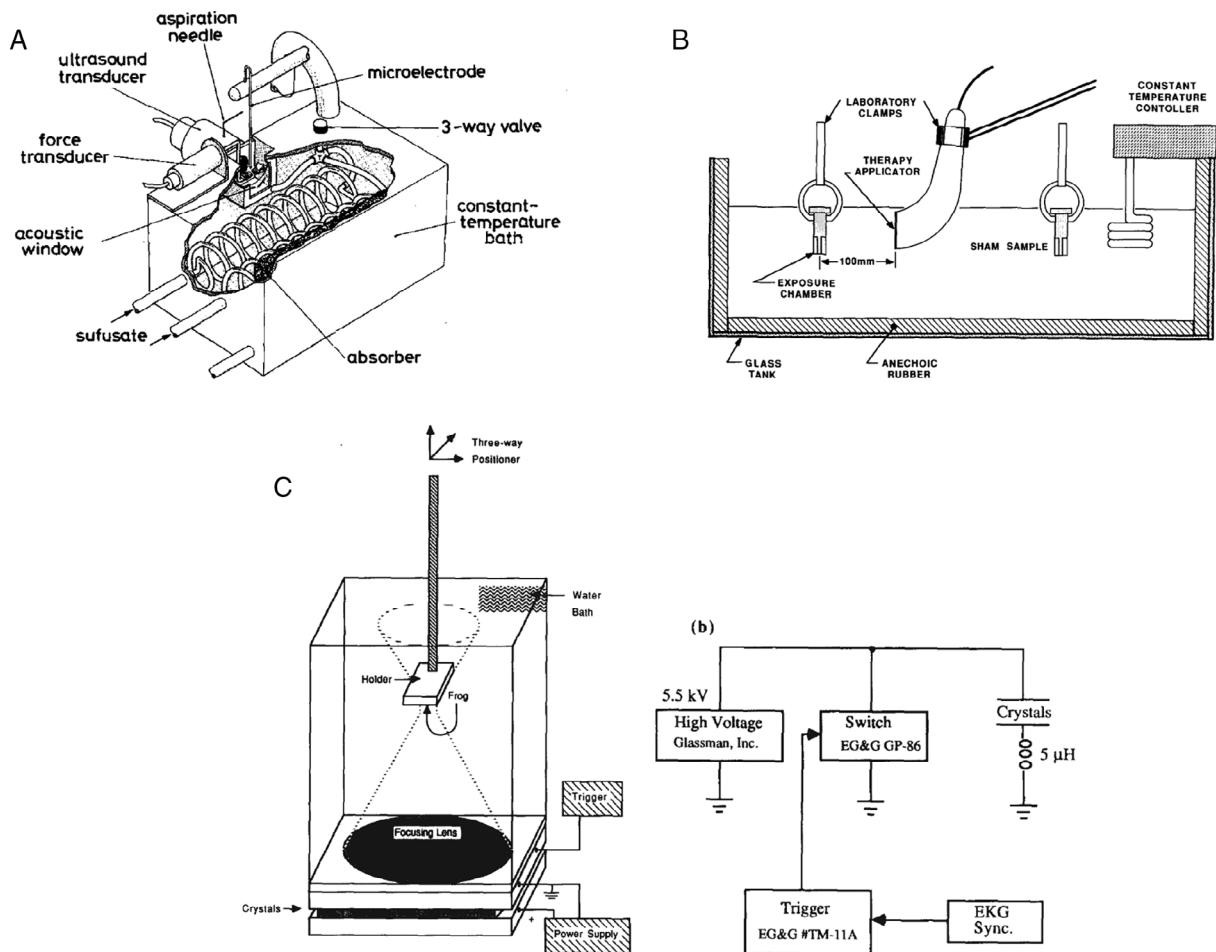 A
aspiration
needle
ultrasound
transducer
microelectrode
3-way valve
force
transducer
constant-
temperature
bath
acoustic
window
sufusate
absorber
B
LABORATORY
CLAMPS
CONSTANT
TEMPERATURE
CONTOLLER
THERAPY
APPLICATOR
SHAM SAMPLE
100mm
EXPOSURE
CHAMBER
GLASS
TANK
ANECHOIC
RUBBER
C
Three-way
Positioner
Water
Bath
Holder
Frog
Trigger
Focusing Lens
Crystals
+
Power Supply
(b)
5.5 kV
High Voltage
Glassman, Inc.
Switch
EG&G GP-86
Crystals
5 μH
Trigger
EG&G #TM-11A
EKG
Sync.